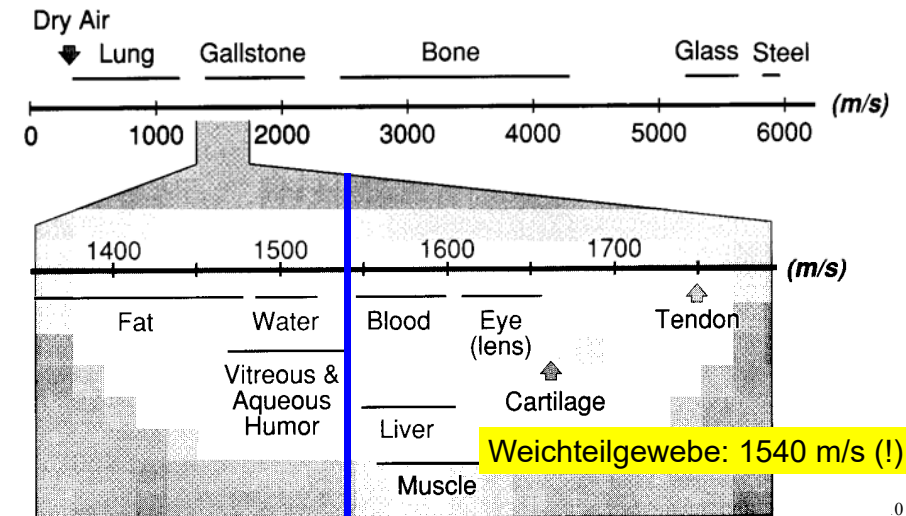 Dry Air
Lung Gallstone Bone Glass Steel
(m/s)
0 1000 2000 3000 4000 5000 6000
1400 1500 1600 1700
(m/s)
Fat Water Blood Eye (lens) Tendon
Vitreous & Aqueous Humor
Cartilage
Liver
Weichteilgewebe: 1540 m/s (!)
Muscle
.0